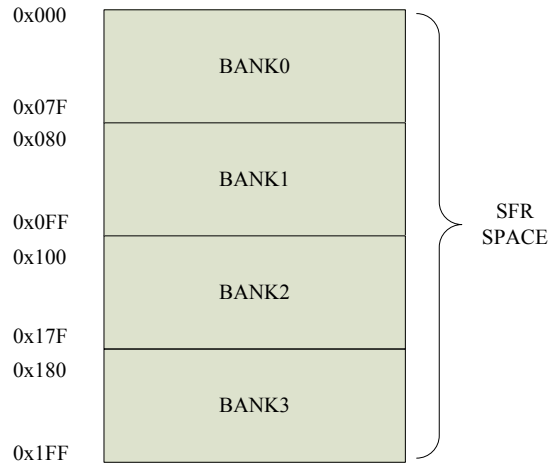 0x000
BANK0
0x07F
0x080
BANK1
0x0FF
0x100
BANK2
0x17F
0x180
BANK3
0x1FF
SFR
SPACE